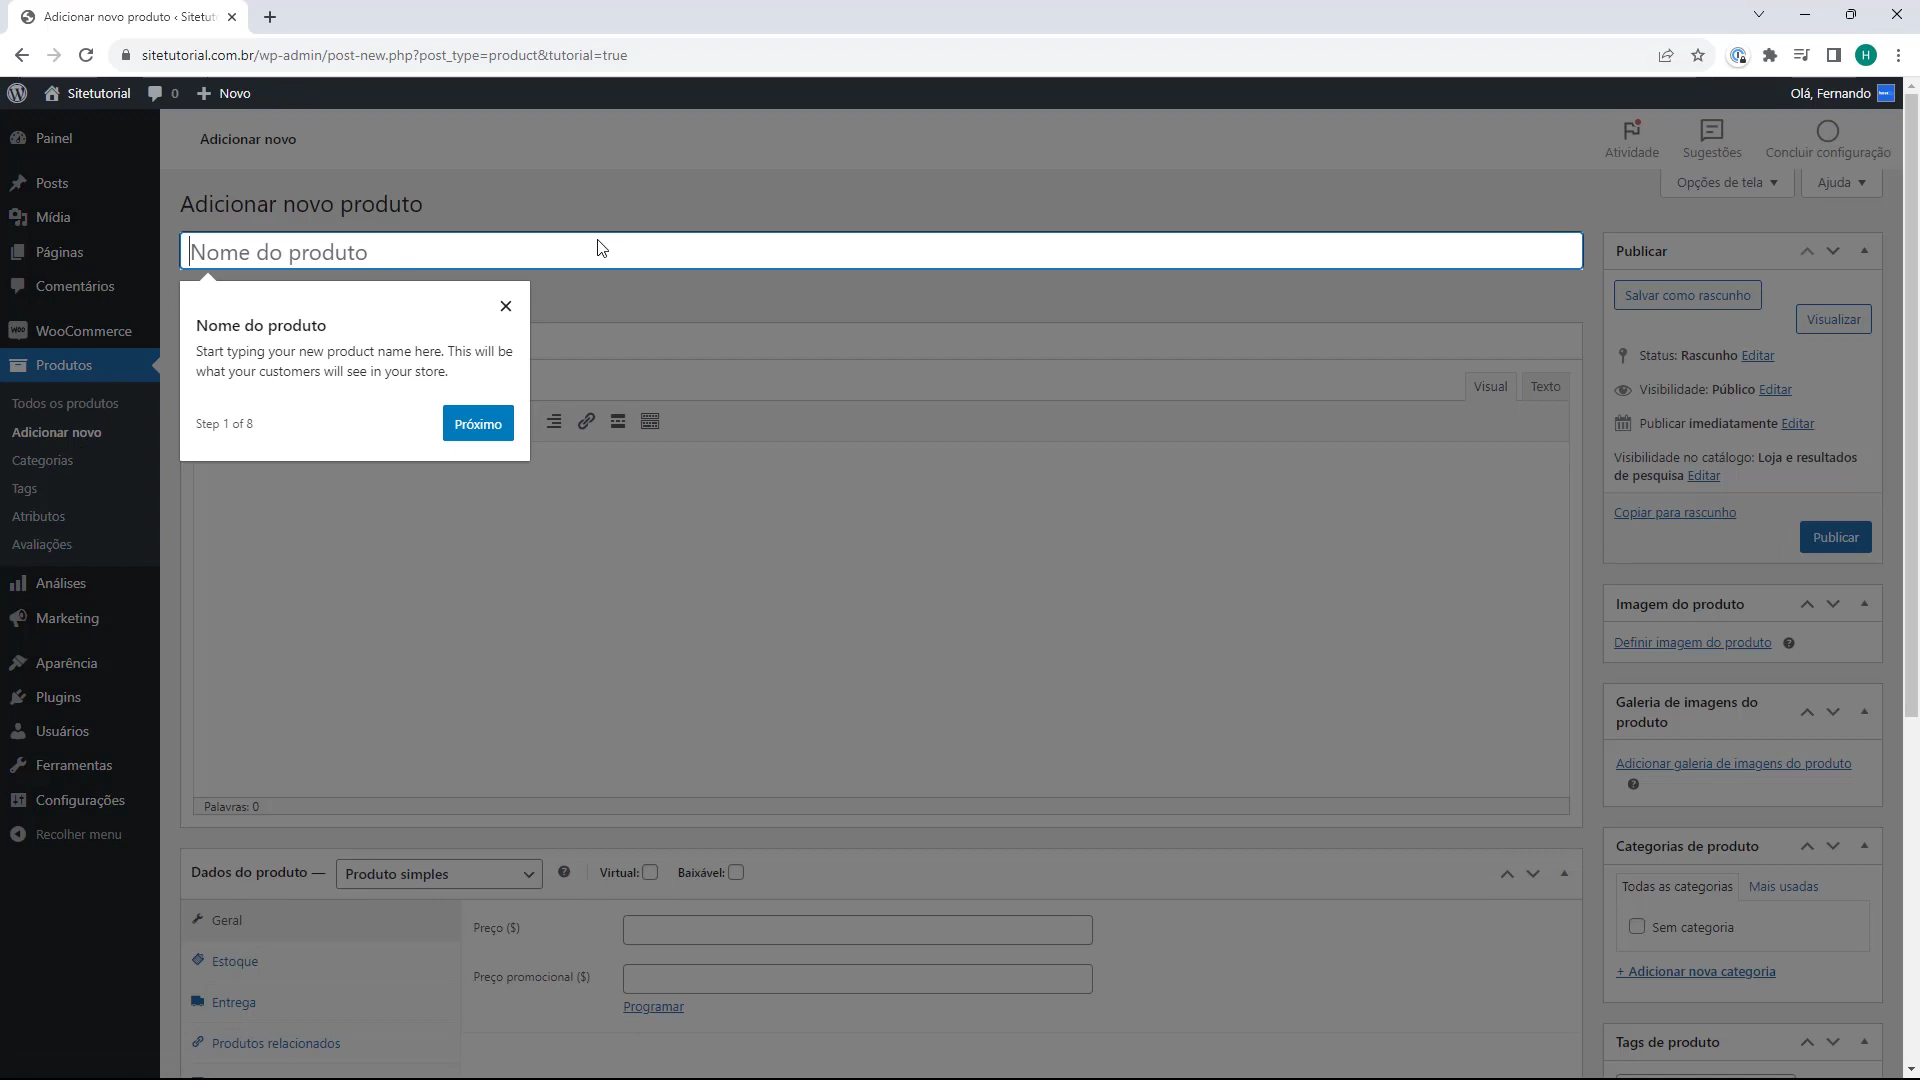 Adicionar novo produto ‹ Sitetut
sitetutorial.com.br/wp-admin/post-new.php?post_type=product&tutorial=true
H
Sitetutorial
0
Novo
Olá, Fernando
Painel
Posts
Mídia
Páginas
Comentários
WooCommerce
Produtos
Todos os produtos
Adicionar novo
Categorias
Tags
Atributos
Avaliações
Análises
Marketing
Aparência
Plugins
Usuários
Ferramentas
Configurações
Recolher menu
Adicionar novo
Atividade
Sugestões
Concluir configuração
Opções de tela
Ajuda
Adicionar novo produto
Nome do produto
Nome do produto
Start typing your new product name here. This will be
what your customers will see in your store.
Step 1 of 8
Próximo
Visual
Texto
Palavras: 0
Dados do produto —
Produto simples
Virtual:
Baixável:
Geral
Estoque
Entrega
Produtos relacionados
Preço ($)
Preço promocional ($)
Programar
Publicar
Salvar como rascunho
Visualizar
Status: Rascunho Editar
Visibilidade: Público Editar
Publicar imediatamente Editar
Visibilidade no catálogo: Loja e resultados
de pesquisa Editar
Copiar para rascunho
Publicar
Imagem do produto
Definir imagem do produto
Galeria de imagens do
produto
Adicionar galeria de imagens do produto
Categorias de produto
Todas as categorias
Mais usadas
Sem categoria
+ Adicionar nova categoria
Tags de produto